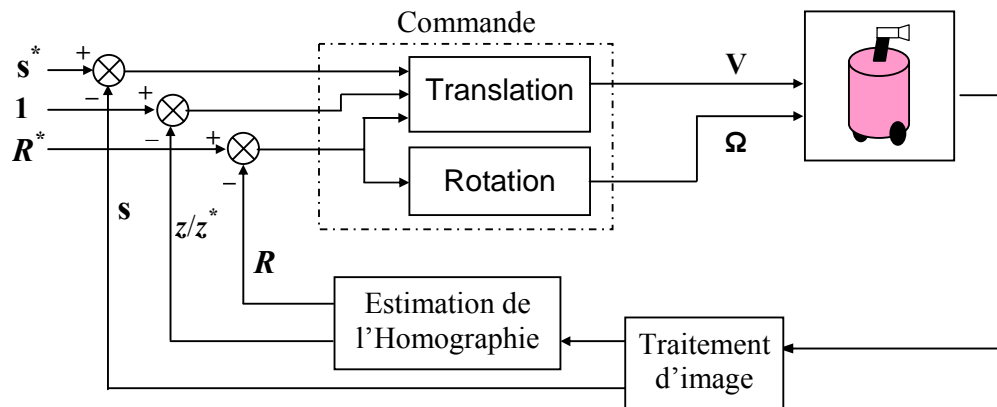 Commande
s*
+
−
1
+
−
R*
+
−
Translation
Rotation
V
Ω
s
z/z*
R
Estimation de
l’Homographie
Traitement
d’image